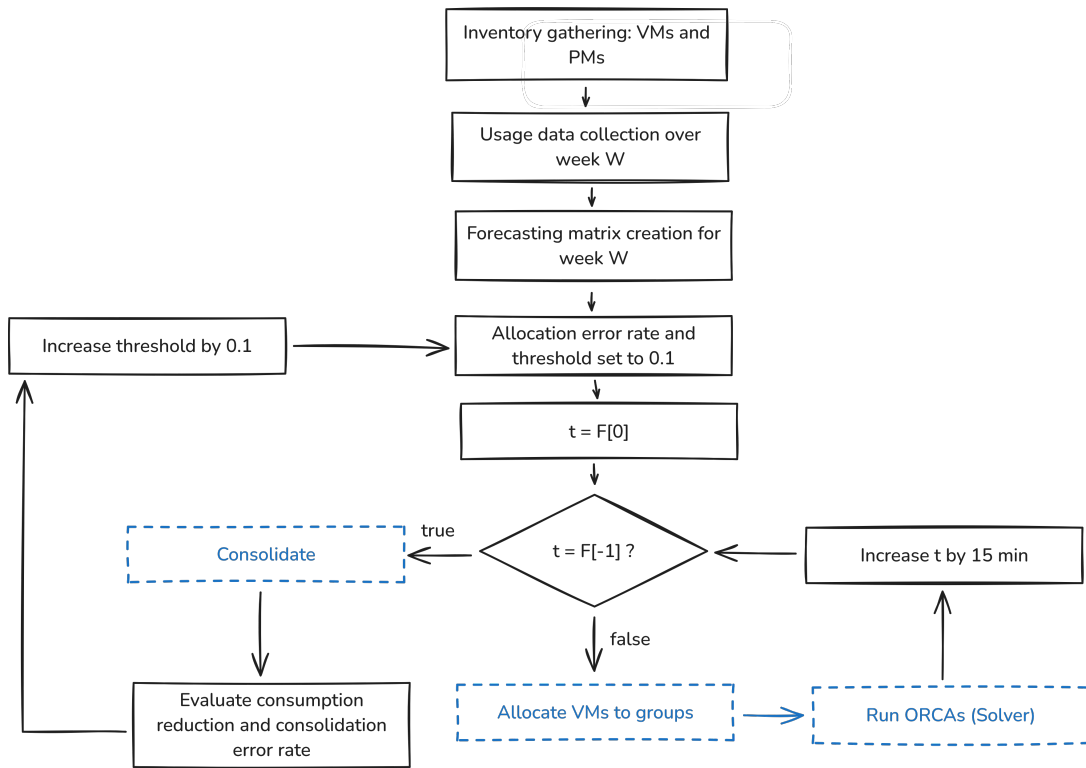 Inventory gathering: VMs and
PMs
Usage data collection over
week W
Forecasting matrix creation for
week W
Increase threshold by 0.1
Allocation error rate and
threshold set to 0.1
t = F[0]
true
Consolidate
t = F[-1] ?
Increase t by 15 min
false
Evaluate consumption
reduction and consolidation
error rate
Allocate VMs to groups
Run ORCAs (Solver)